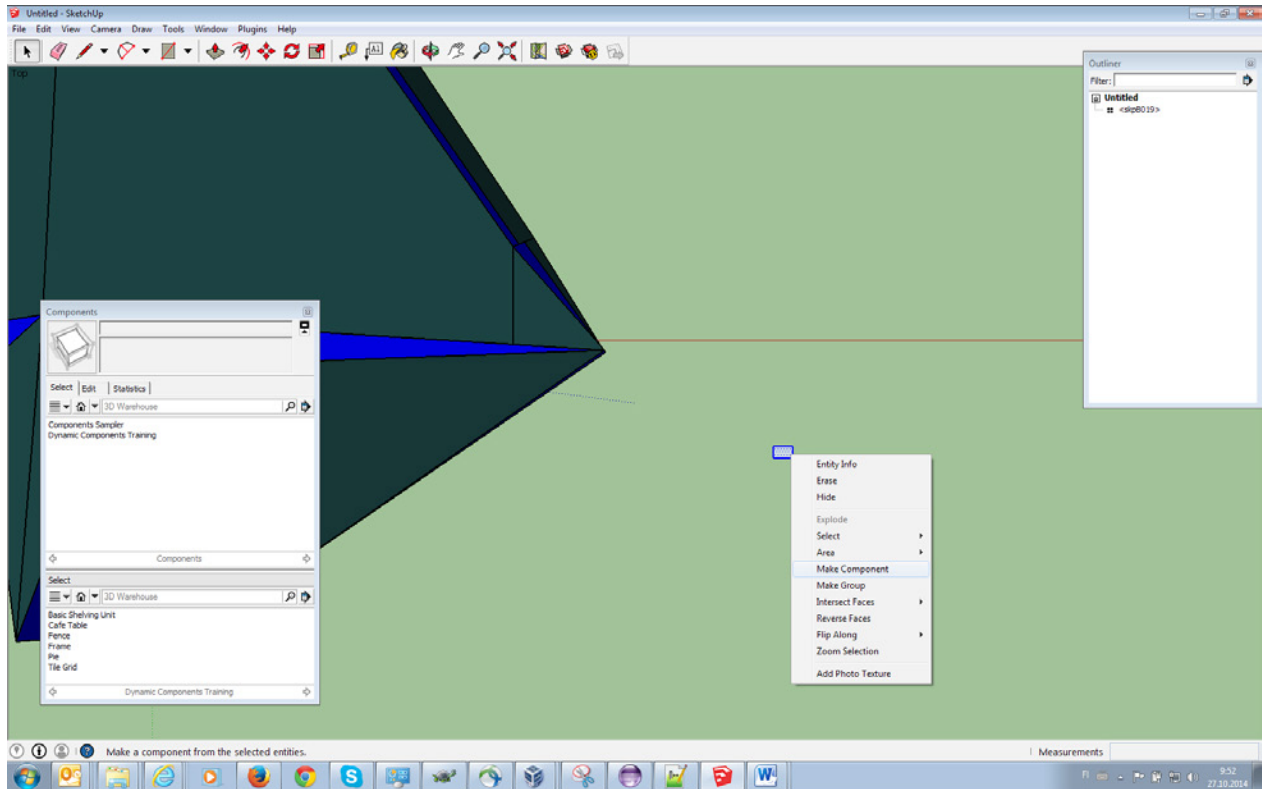 Untitled - SketchUp
File Edit View Camera Draw Tools Window Plugins Help
A1
Top
Outliner
Filter:
Untitled
<skp8019>
Components
Select Edit Statistics
3D Warehouse
Components Sampler
Dynamic Components Training
Components
Select
3D Warehouse
Basic Shelving Unit
Cafe Table
Fence
Frame
Pie
Tile Grid
Dynamic Components Training
Entity Info
Erase
Hide
Explode
Select
Area
Make Component
Make Group
Intersect Faces
Reverse Faces
Flip Along
Zoom Selection
Add Photo Texture
Make a component from the selected entities.
Measurements
FI
9:52
27.10.2014